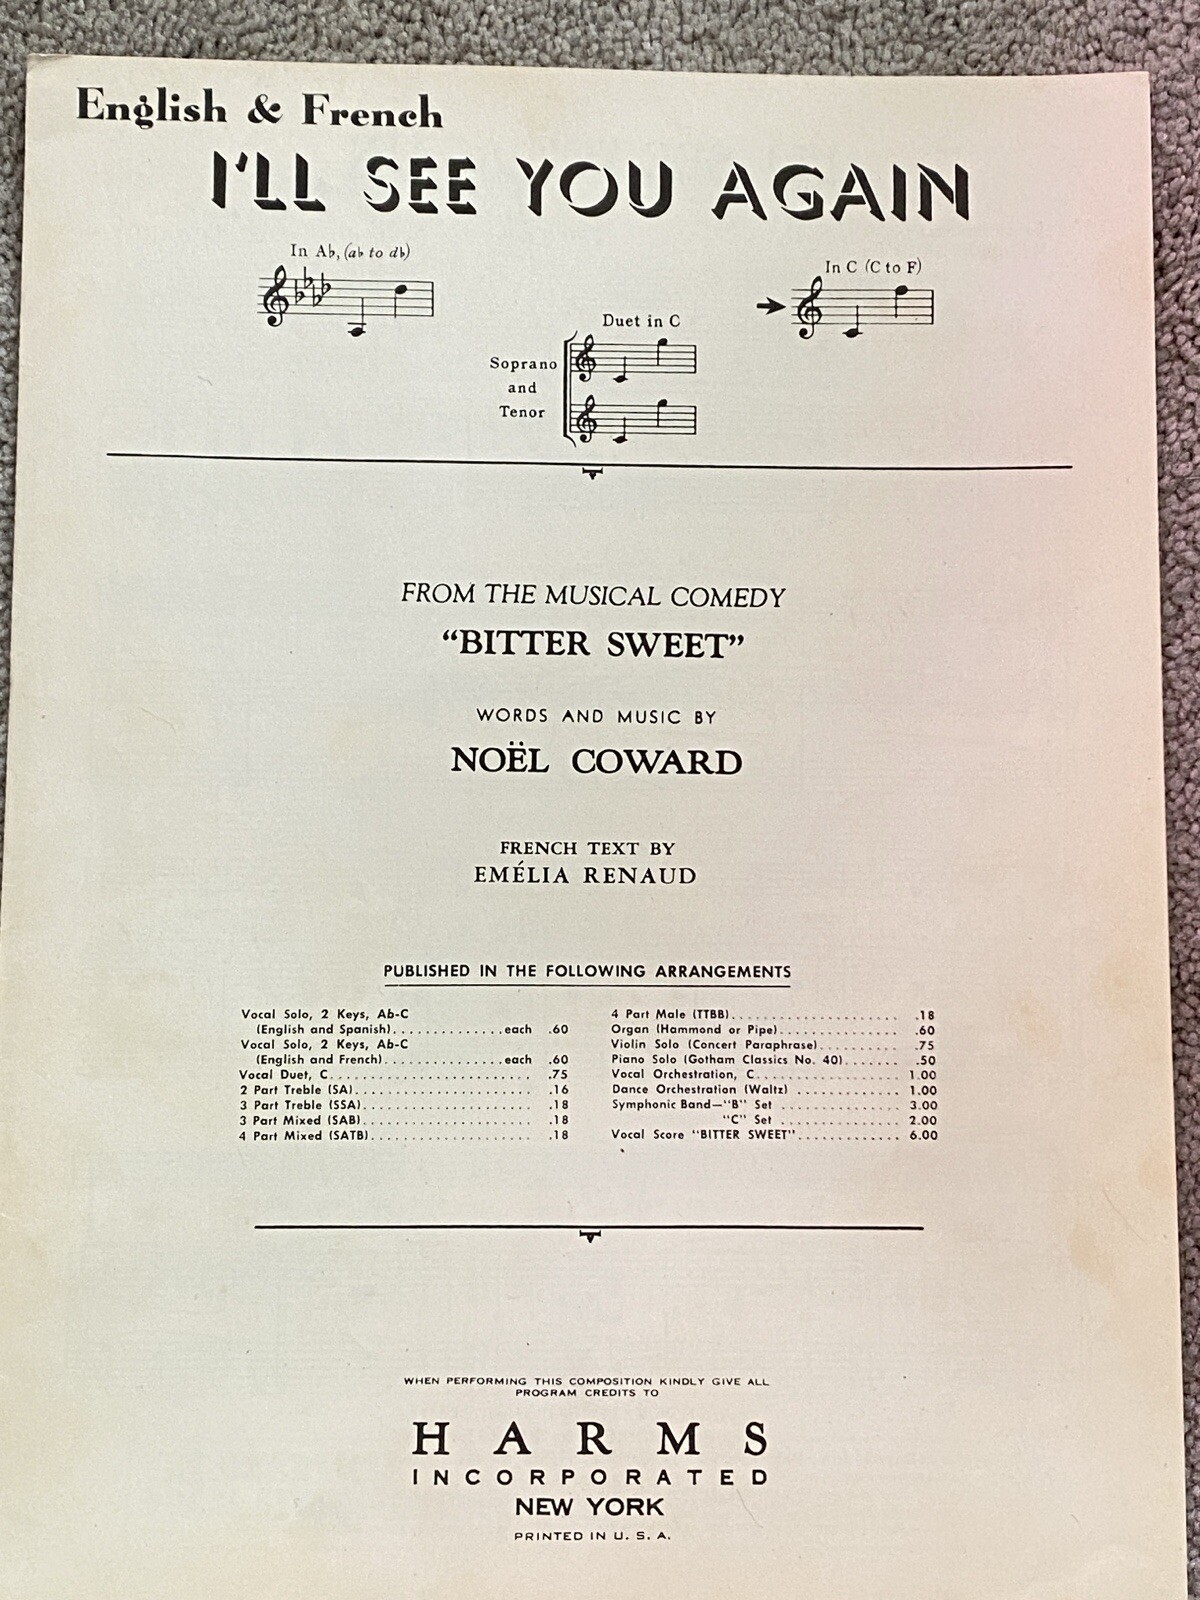 English & French
I'LL SEE YOU AGAIN
In A♭, (a♭ to d♭)
In C (C to F)
Duet in C
Soprano
and
Tenor
FROM THE MUSICAL COMEDY
“BITTER SWEET”
WORDS AND MUSIC BY
NOËL COWARD
FRENCH TEXT BY
EMÉLIA RENAUD
PUBLISHED IN THE FOLLOWING ARRANGEMENTS
Vocal Solo, 2 Keys, Ab-C
(English and Spanish)..............each .60
Vocal Solo, 2 Keys, Ab-C
(English and French)...............each .60
Vocal Duet, C.......................... .75
2 Part Treble (SA)....................... .16
3 Part Treble (SSA)...................... .18
3 Part Mixed (SAB)...................... .18
4 Part Mixed (SATB)..................... .18
4 Part Male (TTBB)...................... .18
Organ (Hammond or Pipe)................ .60
Violin Solo (Concert Paraphrase)........... .75
Piano Solo (Gotham Classics No. 40)....... .50
Vocal Orchestration, C................... 1.00
Dance Orchestration (Waltz) ............. 1.00
Symphonic Band—"B" Set ............... 3.00
"C" Set ............... 2.00
Vocal Score "BITTER SWEET"............. 6.00
WHEN PERFORMING THIS COMPOSITION KINDLY GIVE ALL
PROGRAM CREDITS TO
HARMS
INCORPORATED
NEW YORK
PRINTED IN U. S. A.